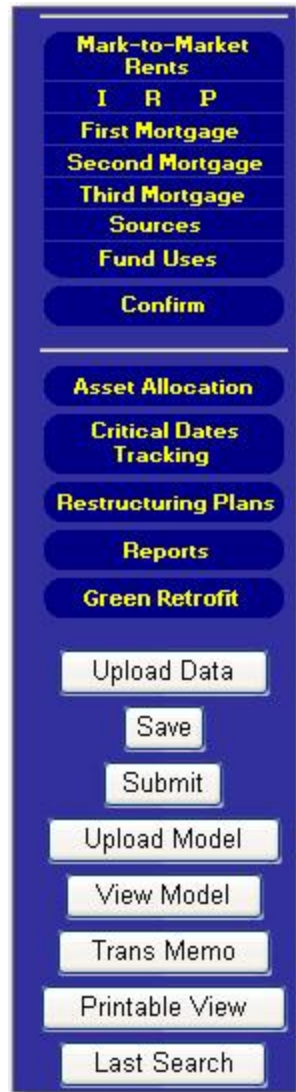 Mark-to-Market
Rents
I R P
First Mortgage
Second Mortgage
Third Mortgage
Sources
Fund Uses
Confirm
Asset Allocation
Critical Dates
Tracking
Restructuring Plans
Reports
Green Retrofit
Upload Data
Save
Submit
Upload Model
View Model
Trans Memo
Printable View
Last Search